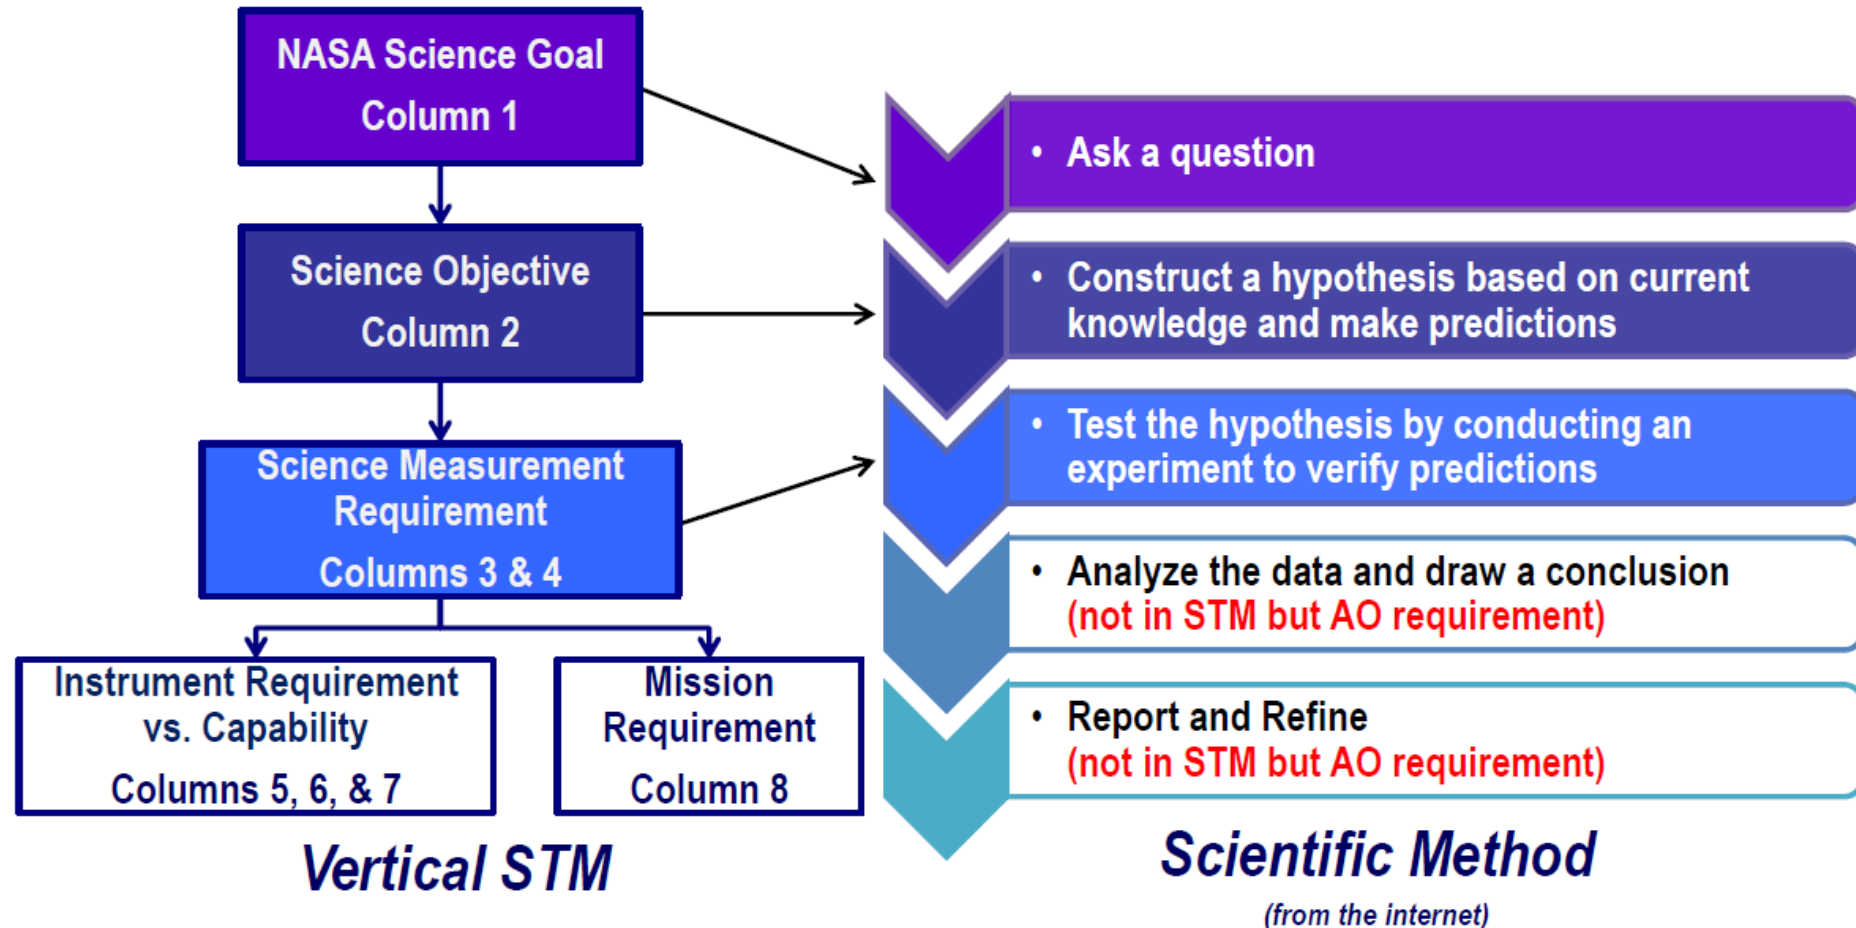 NASA Science Goal
Column 1
Science Objective
Column 2
Science Measurement
Requirement
Columns 3 & 4
Instrument Requirement
vs. Capability
Columns 5, 6, & 7
Mission
Requirement
Column 8
Vertical STM
• Ask a question
• Construct a hypothesis based on current
knowledge and make predictions
• Test the hypothesis by conducting an
experiment to verify predictions
• Analyze the data and draw a conclusion
(not in STM but AO requirement)
• Report and Refine
(not in STM but AO requirement)
Scientific Method
(from the internet)